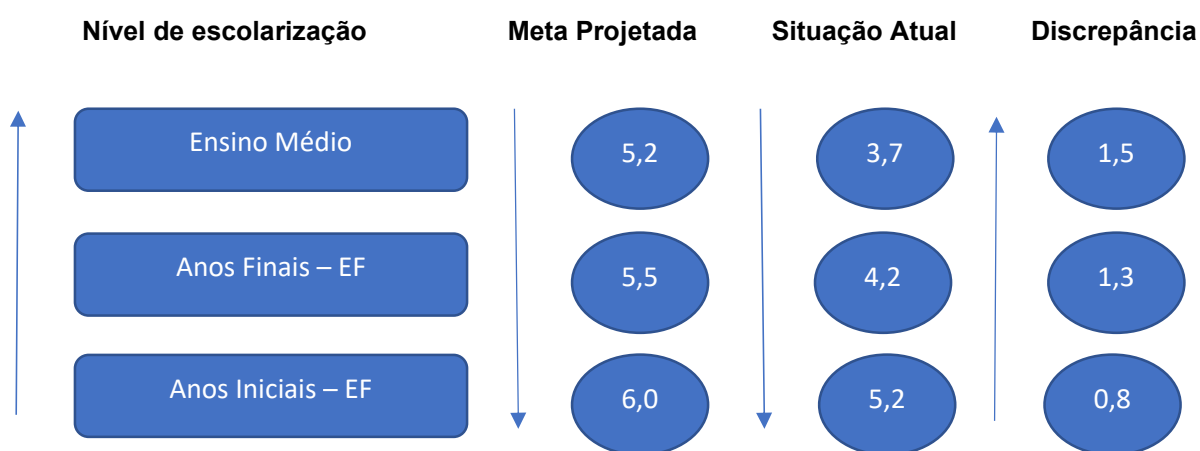 Nível de escolarização Meta Projetada Situação Atual Discrepância
Ensino Médio 5,2 3,7 1,5
Anos Finais – EF 5,5 4,2 1,3
Anos Iniciais – EF 6,0 5,2 0,8